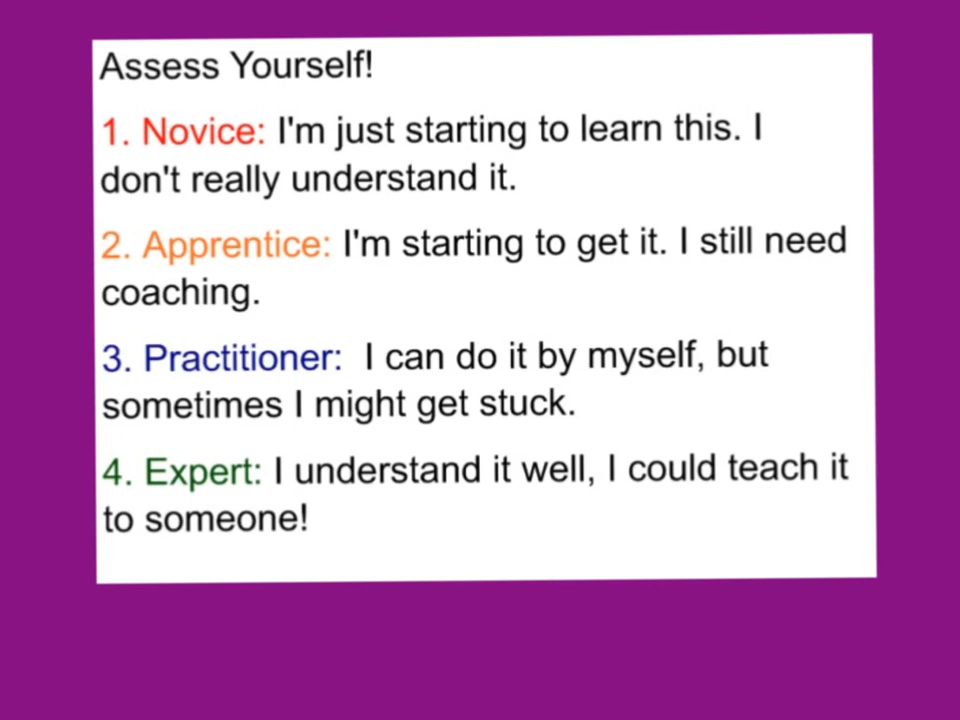 Assess Yourself!
1. Novice: I'm just starting to learn this. I
don't really understand it.
2. Apprentice: I'm starting to get it. I still need
coaching.
3. Practitioner:  I can do it by myself, but
sometimes I might get stuck.
4. Expert: I understand it well, I could teach it
to someone!